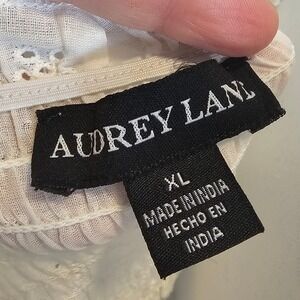 AUDREY LANE
XL
MADE IN INDIA
HECHO EN
INDIA